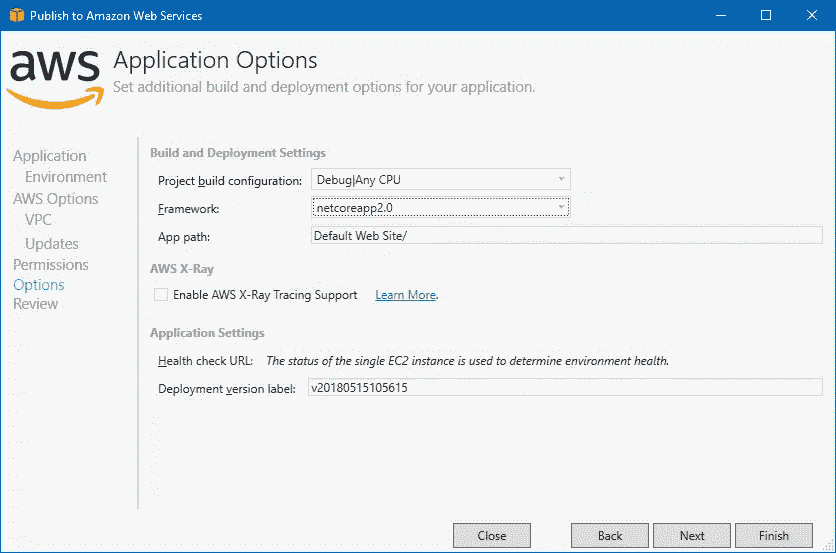 Publish to Amazon Web Services
aws
Application Options
Set additional build and deployment options for your application.
Application
Environment
AWS Options
VPC
Updates
Permissions
Options
Review
Build and Deployment Settings
Project build configuration: Debug|Any CPU
Framework: netcoreapp2.0
App path: Default Web Site/
AWS X-Ray
Enable AWS X-Ray Tracing Support Learn More.
Application Settings
Health check URL: The status of the single EC2 instance is used to determine environment health.
Deployment version label: v20180515105615
Close Back Next Finish